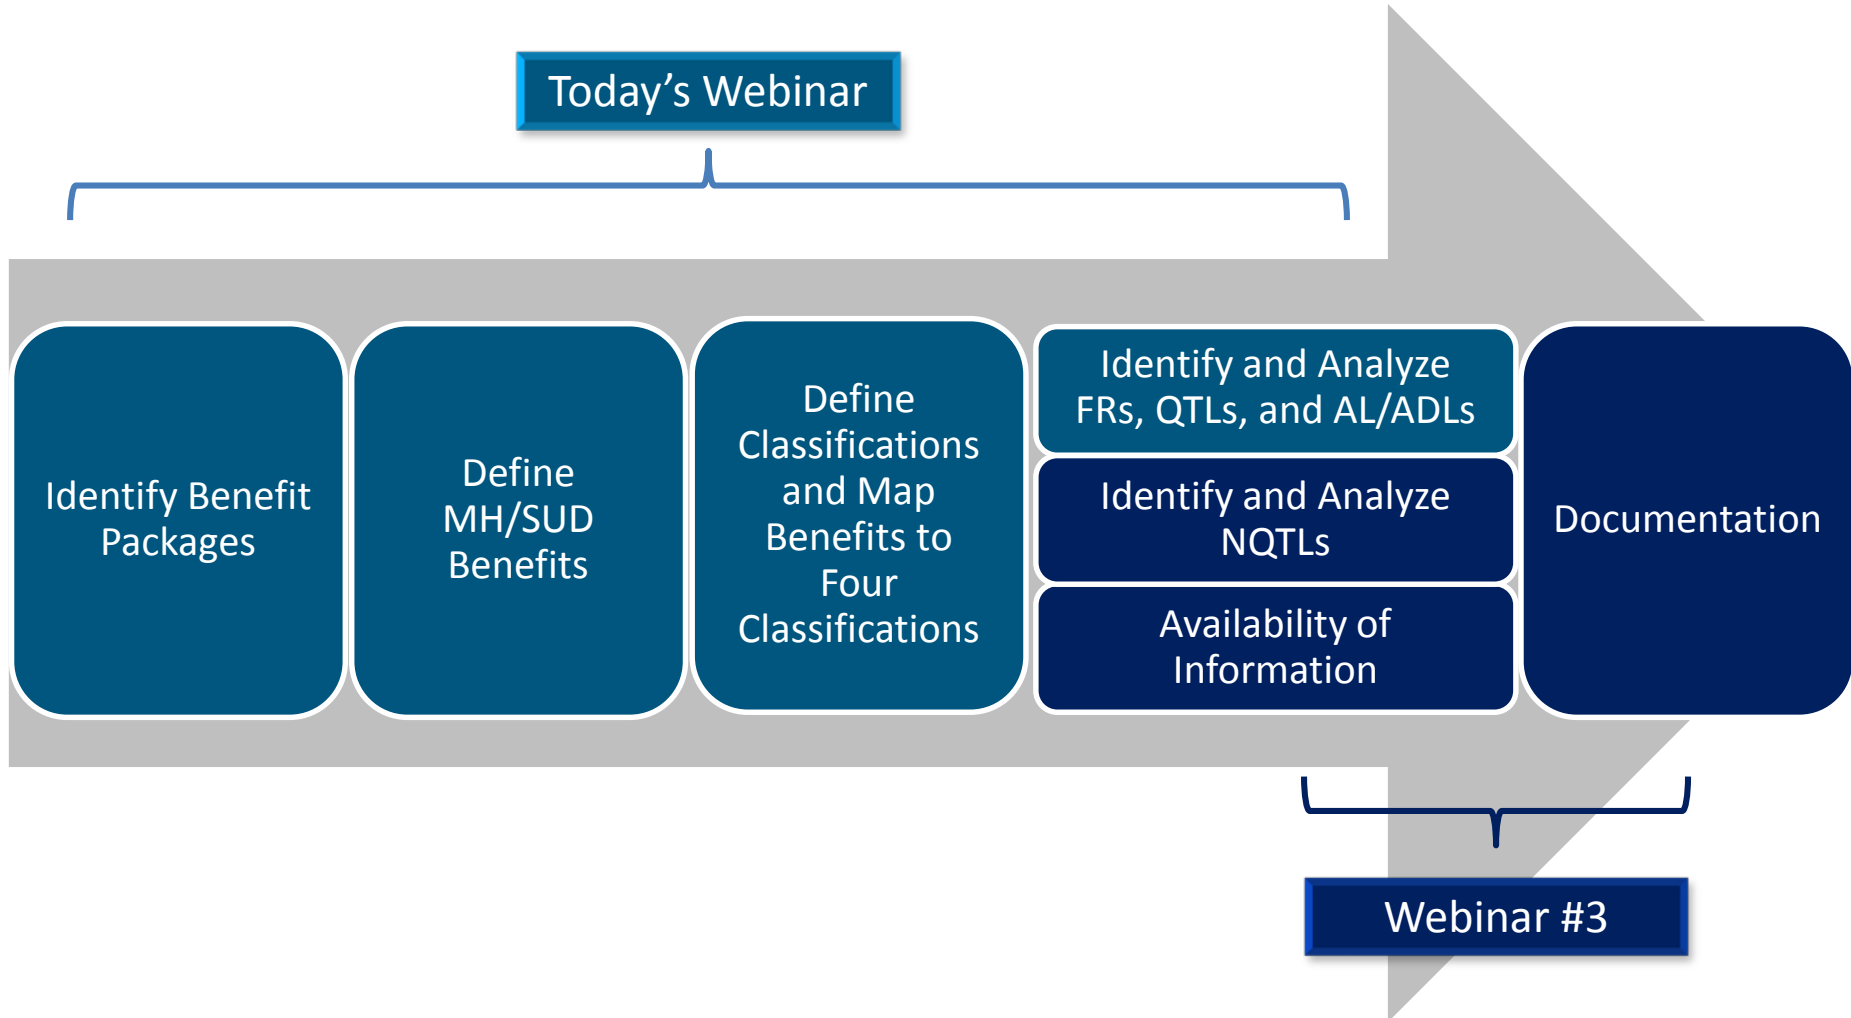 Today’s Webinar
Identify Benefit
Packages
Define
MH/SUD
Benefits
Define
Classifications
and Map
Benefits to
Four
Classifications
Identify and Analyze
FRs, QTLs, and AL/ADLs
Identify and Analyze
NQTLs
Availability of
Information
Documentation
Webinar #3